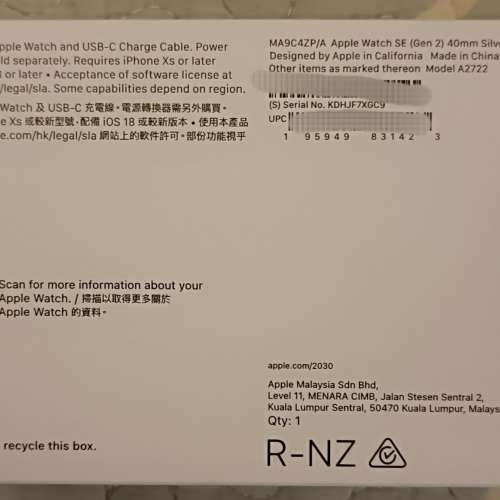 pple Watch and USB-C Charge Cable. Power
ld separately. Requires iPhone Xs or later
or later • Acceptance of software license at
/legal/sla. Some capabilities depend on region.
Watch 及 USB-C 充電線。電源轉換器需另外購買。
e Xs 或較新型號，配備 iOS 18 或較新版本 • 使用本產品
e.com/hk/legal/sla 網站上的軟件許可。部份功能視乎
MA9C4ZP/A Apple Watch SE (Gen 2) 40mm Silve
Designed by Apple in California Made in China
Other items as marked thereon Model A2722
(S) Serial No. KDHJF7XGC9
UPC
1 95949 83142 3
Scan for more information about your
Apple Watch. / 掃描以取得更多關於
Apple Watch 的資料。
apple.com/2030
Apple Malaysia Sdn Bhd,
Level 11, MENARA CIMB, Jalan Stesen Sentral 2,
Kuala Lumpur Sentral, 50470 Kuala Lumpur, Malays
Qty: 1
recycle this box.
R-NZ